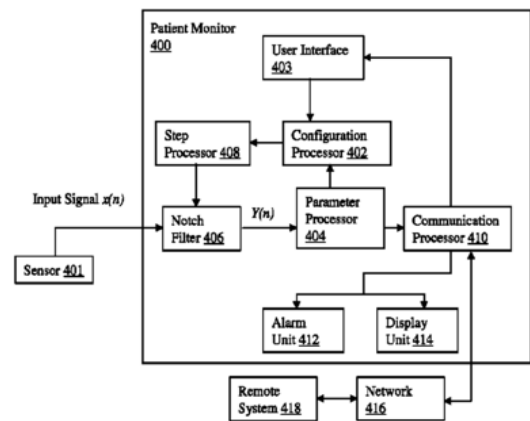 Patient Monitor
400
User Interface
403
Step
Processor 408
Configuration
Processor 402
Input Signal x(n)
Notch
Filter 406
Y(n)
Parameter
Processor
404
Communication
Processor 410
Sensor 401
Alarm
Unit 412
Display
Unit 414
Remote
System 418
Network
416